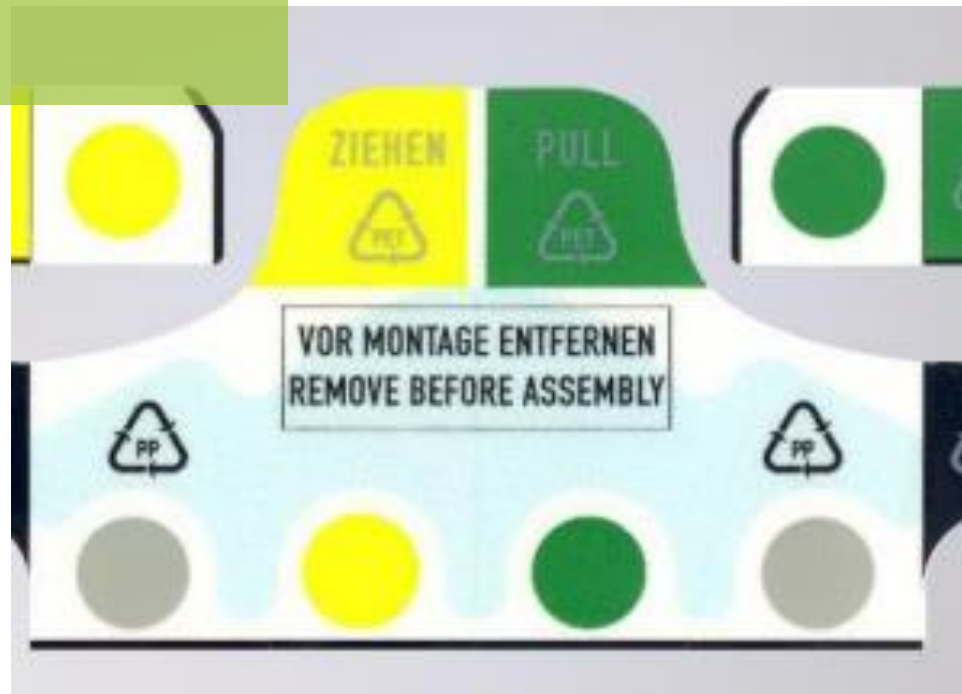 ZIEHEN PULL
PET PET
VOR MONTAGE ENTFERNEN
REMOVE BEFORE ASSEMBLY
PP PP